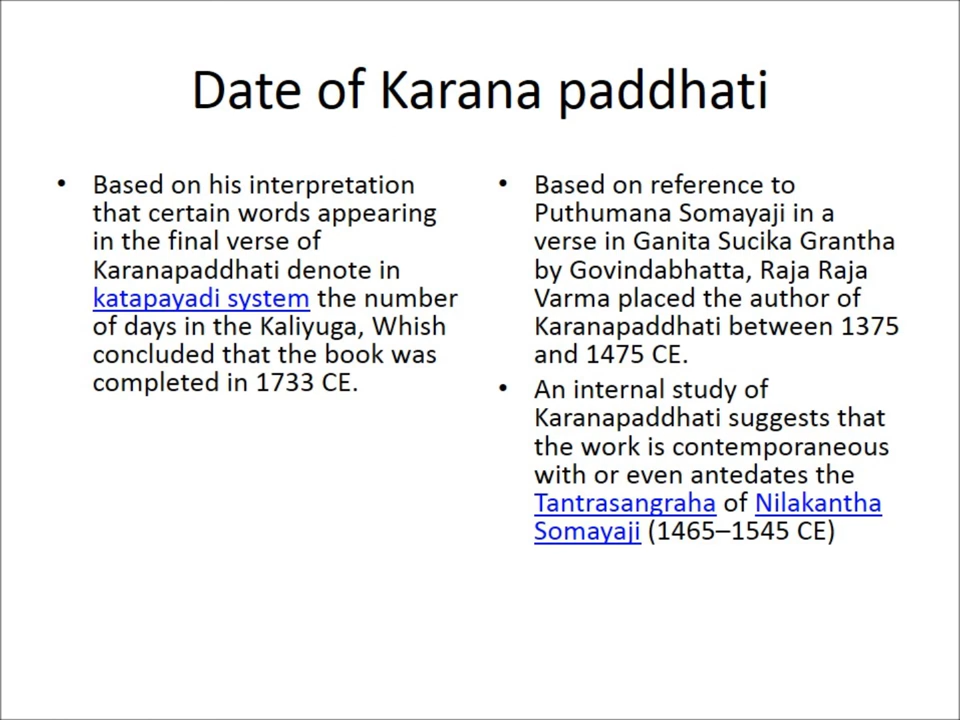 Date of Karana paddhati
• Based on his interpretation
that certain words appearing
in the final verse of
Karanapaddhati denote in
katapayadi system the number
of days in the Kaliyuga, Whish
concluded that the book was
completed in 1733 CE.
• Based on reference to
Puthumana Somayaji in a
verse in Ganita Sucika Grantha
by Govindabhatta, Raja Raja
Varma placed the author of
Karanapaddhati between 1375
and 1475 CE.
• An internal study of
Karanapaddhati suggests that
the work is contemporaneous
with or even antedates the
Tantrasangraha of Nilakantha
Somayaji (1465–1545 CE)